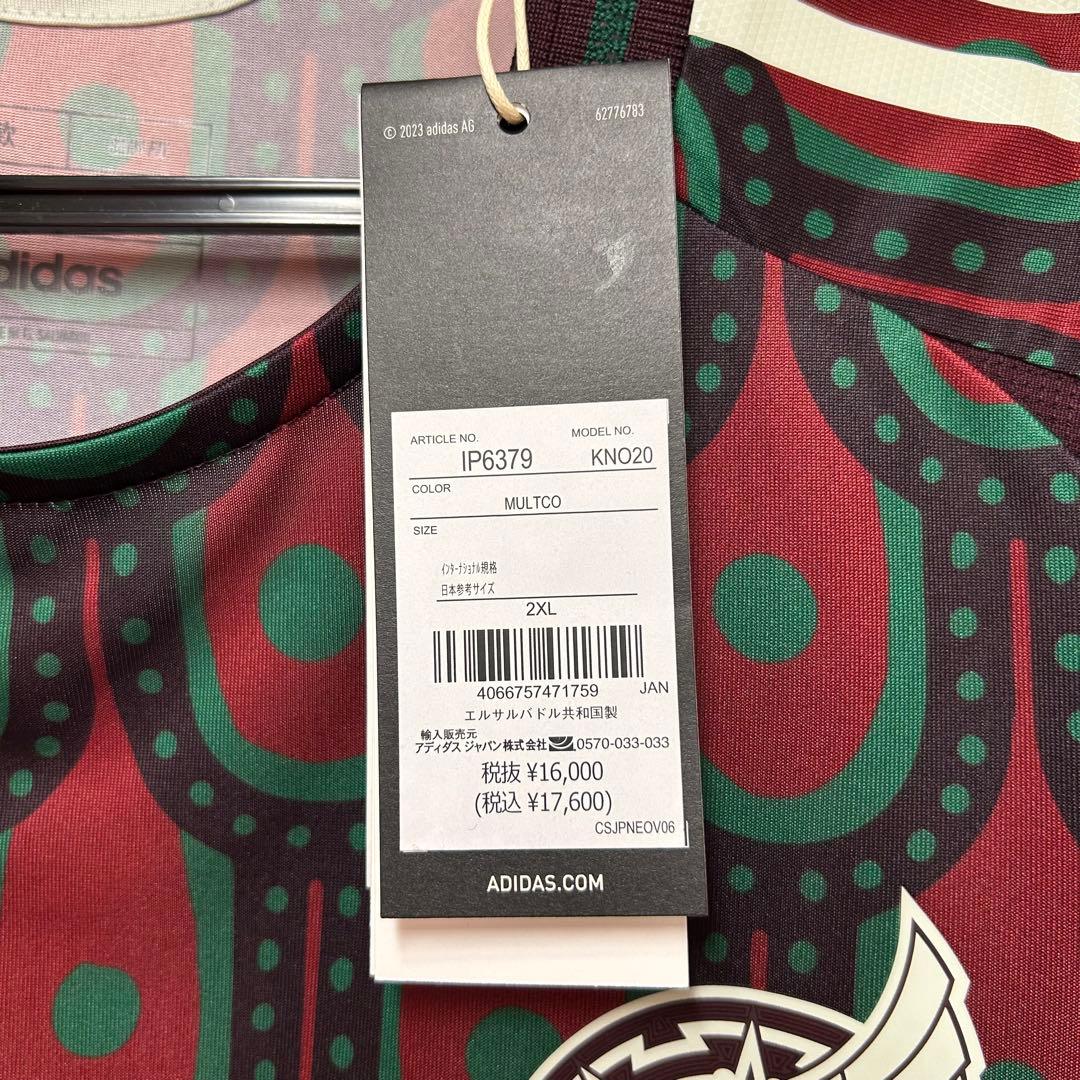 © 2023 adidas AG
62776783
adidas
ARTICLE NO.
MODEL NO.
IP6379
KNO20
COLOR
MULTCO
SIZE
インターナショナル規格
日本参考サイズ
2XL
4066757471759
JAN
エルサルバドル共和国製
輸入販売元
アディダス ジャパン株式会社 0570-033-033
税抜 ¥16,000
(税込 ¥17,600)
CSJPNEOV06
ADIDAS.COM